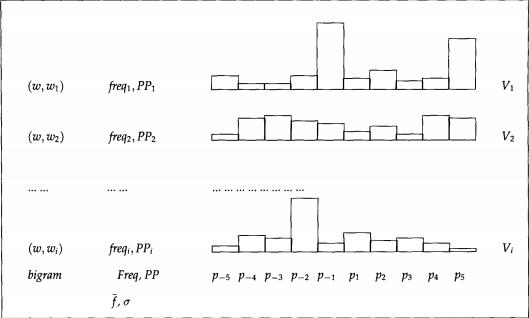 (w, w₁) freq₁, PP₁ V₁
(w, w₂) freq₂, PP₂ V₂
... ... ... ... ... ... ... ... ... ... ... ... ...
(w, wᵢ) freqᵢ, PPᵢ Vᵢ
bigram Freq, PP p₋₅ p₋₄ p₋₃ p₋₂ p₋₁ p₁ p₂ p₃ p₄ p₅
f̄, σ